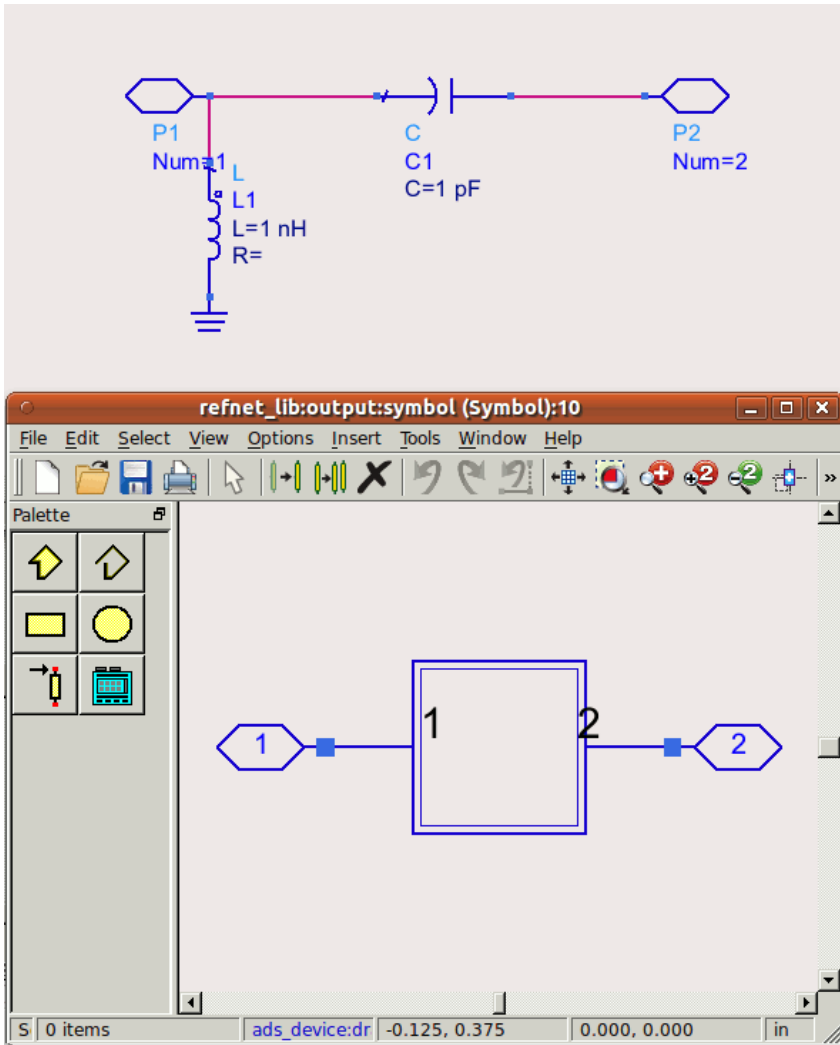 P1
Num=1
C
C1
C=1 pF
P2
Num=2
L
L1
L=1 nH
R=
refnet_lib:output:symbol (Symbol):10
File Edit Select View Options Insert Tools Window Help
2 2 »
Palette
1 1 2 2
S 0 items ads_device:dr -0.125, 0.375 0.000, 0.000 in